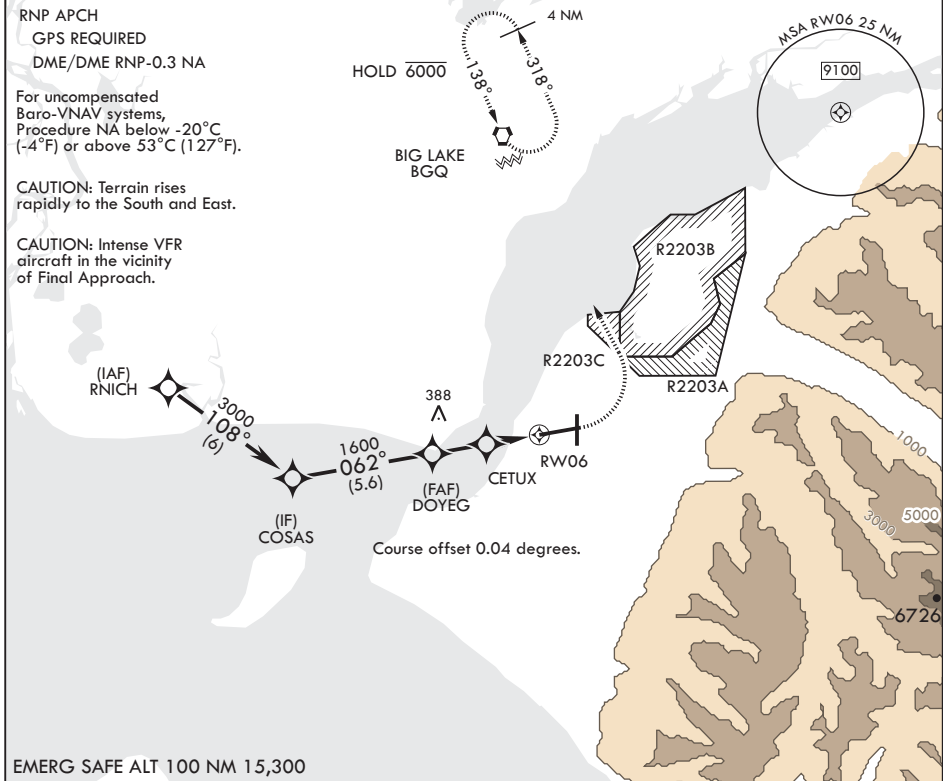 RNP APCH
GPS REQUIRED
DME/DME RNP-0.3 NA
For uncompensated
Baro-VNAV systems,
Procedure NA below -20°C
(-4°F) or above 53°C (127°F).
CAUTION: Terrain rises
rapidly to the South and East.
CAUTION: Intense VFR
aircraft in the vicinity
of Final Approach.
4 NM
HOLD 6000
138°
318°
BIG LAKE
BGQ
MSA RW06 25 NM
9100
R2203B
R2203C
R2203A
(IAF)
RNICH
3000
108°
(6)
(IF)
COSAS
1600
062°
(5.6)
388
(FAF)
DOYEG
CETUX
RW06
Course offset 0.04 degrees.
1000
3000
5000
6726
EMERG SAFE ALT 100 NM 15,300